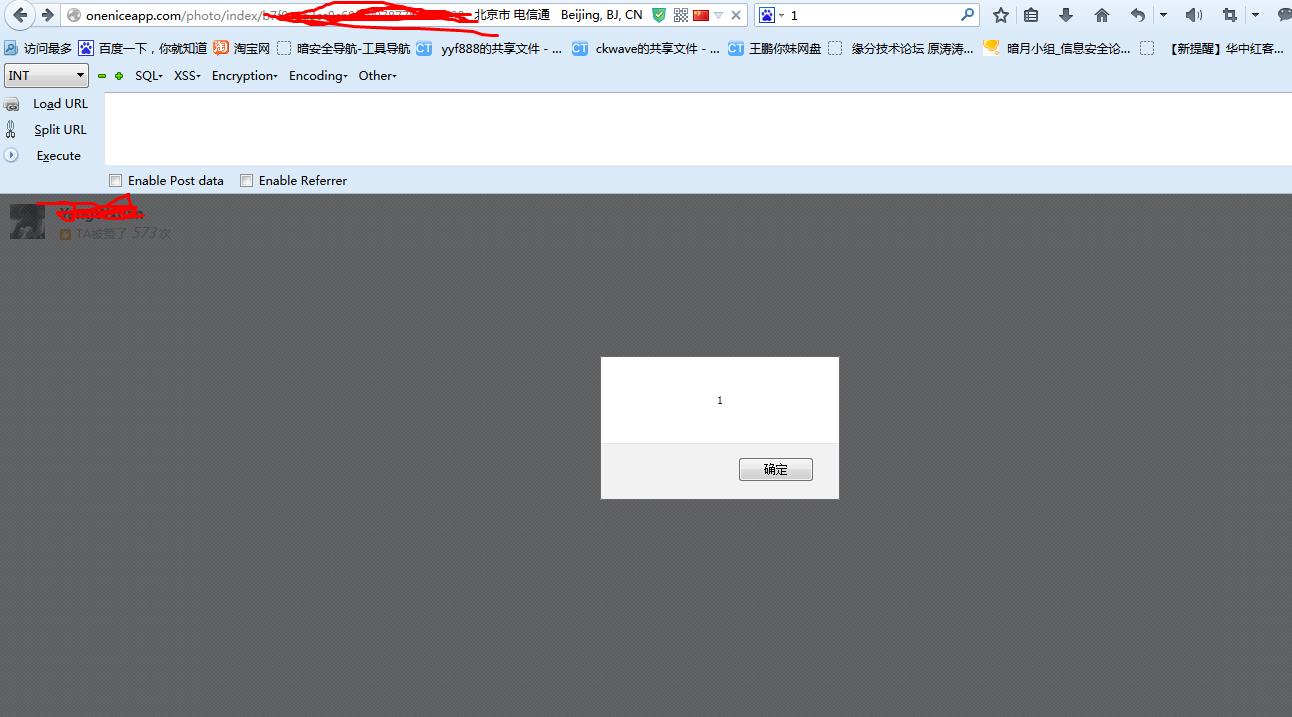 oneniceapp.com/photo/index/b7f 北京市 电信通 Beijing, BJ, CN 1
访问最多 百度一下，你就知道 淘宝网 暗安全导航-工具导航 yyf888的共享文件 - ... ckwave的共享文件 - ... 王鹏你妹网盘 缘分技术论坛 原涛涛... 暗月小组_信息安全论... 【新提醒】华中红客...
INT SQL- XSS- Encryption- Encoding- Other-
Load URL
Split URL
Execute
Enable Post data Enable Referrer
TA被赞了 573 次
1
确定